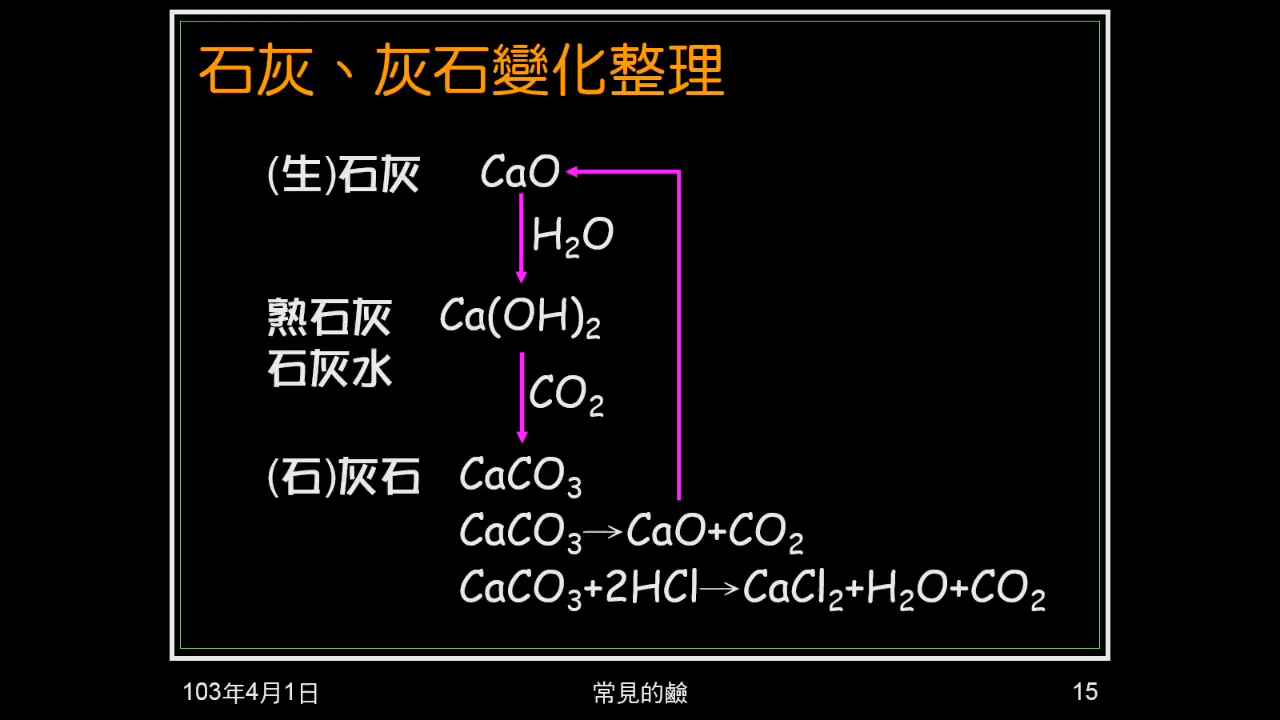 石灰、灰石變化整理
(生)石灰 CaO
H₂O
熟石灰 Ca(OH)₂
石灰水
CO₂
(石)灰石 CaCO₃
CaCO₃→CaO+CO₂
CaCO₃+2HCl→CaCl₂+H₂O+CO₂
103年4月1日 常見的鹼 15